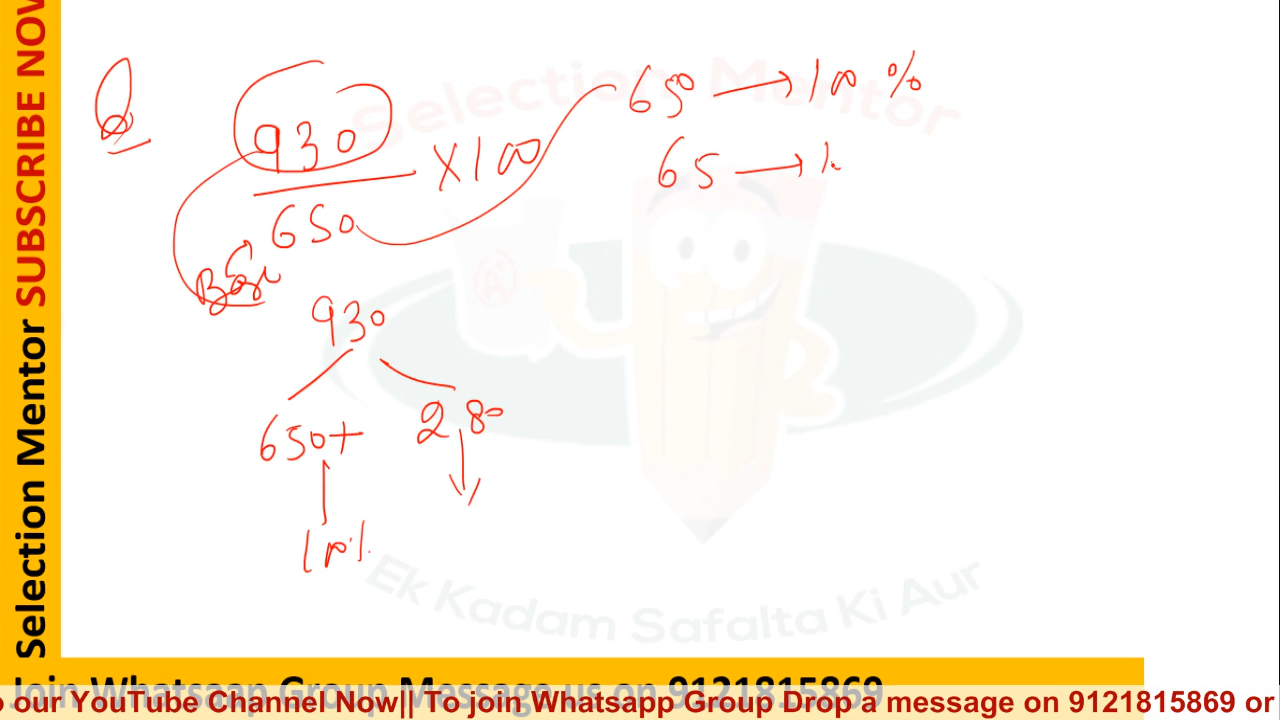 Selection Mentor SUBSCRIBE NOW
Selection Mentor
Q
930
X100
650
Base
650 → 100 %
65 → 1
930
650+ 280
100%
Ek Kadam Safalta Ki Aur
Join Whatsaap Group Message us on 9121815869
o our YouTube Channel Now|| To join Whatsapp Group Drop a message on 9121815869 or